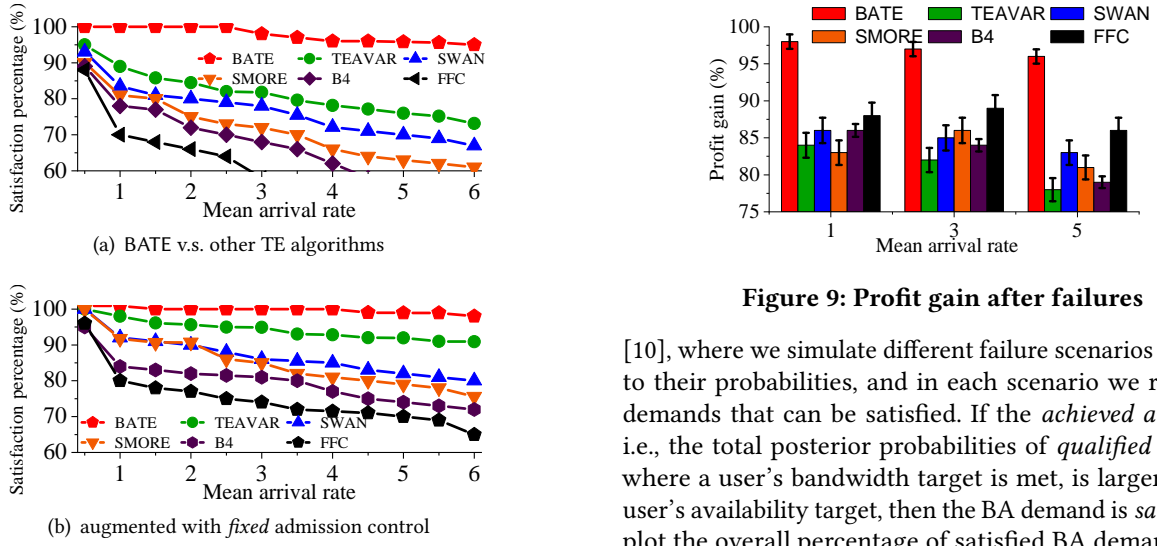 Satisfaction percentage (%)
100
90
80
70
60
BATE TEAVAR SWAN
SMORE B4 FFC
1 2 3 4 5 6
Mean arrival rate
(a) BATE v.s. other TE algorithms
Satisfaction percentage (%)
100
90
80
70
60
BATE TEAVAR SWAN
SMORE B4 FFC
1 2 3 4 5 6
Mean arrival rate
(b) augmented with fixed admission control
BATE TEAVAR SWAN
SMORE B4 FFC
Profit gain (%)
100
95
90
85
80
75
1 3 5
Mean arrival rate
Figure 9: Profit gain after failures
[10], where we simulate different failure scenarios
to their probabilities, and in each scenario we r
demands that can be satisfied. If the achieved a
i.e., the total posterior probabilities of qualified
where a user's bandwidth target is met, is larger
user's availability target, then the BA demand is sa
plot the overall percentage of satisfied BA deman